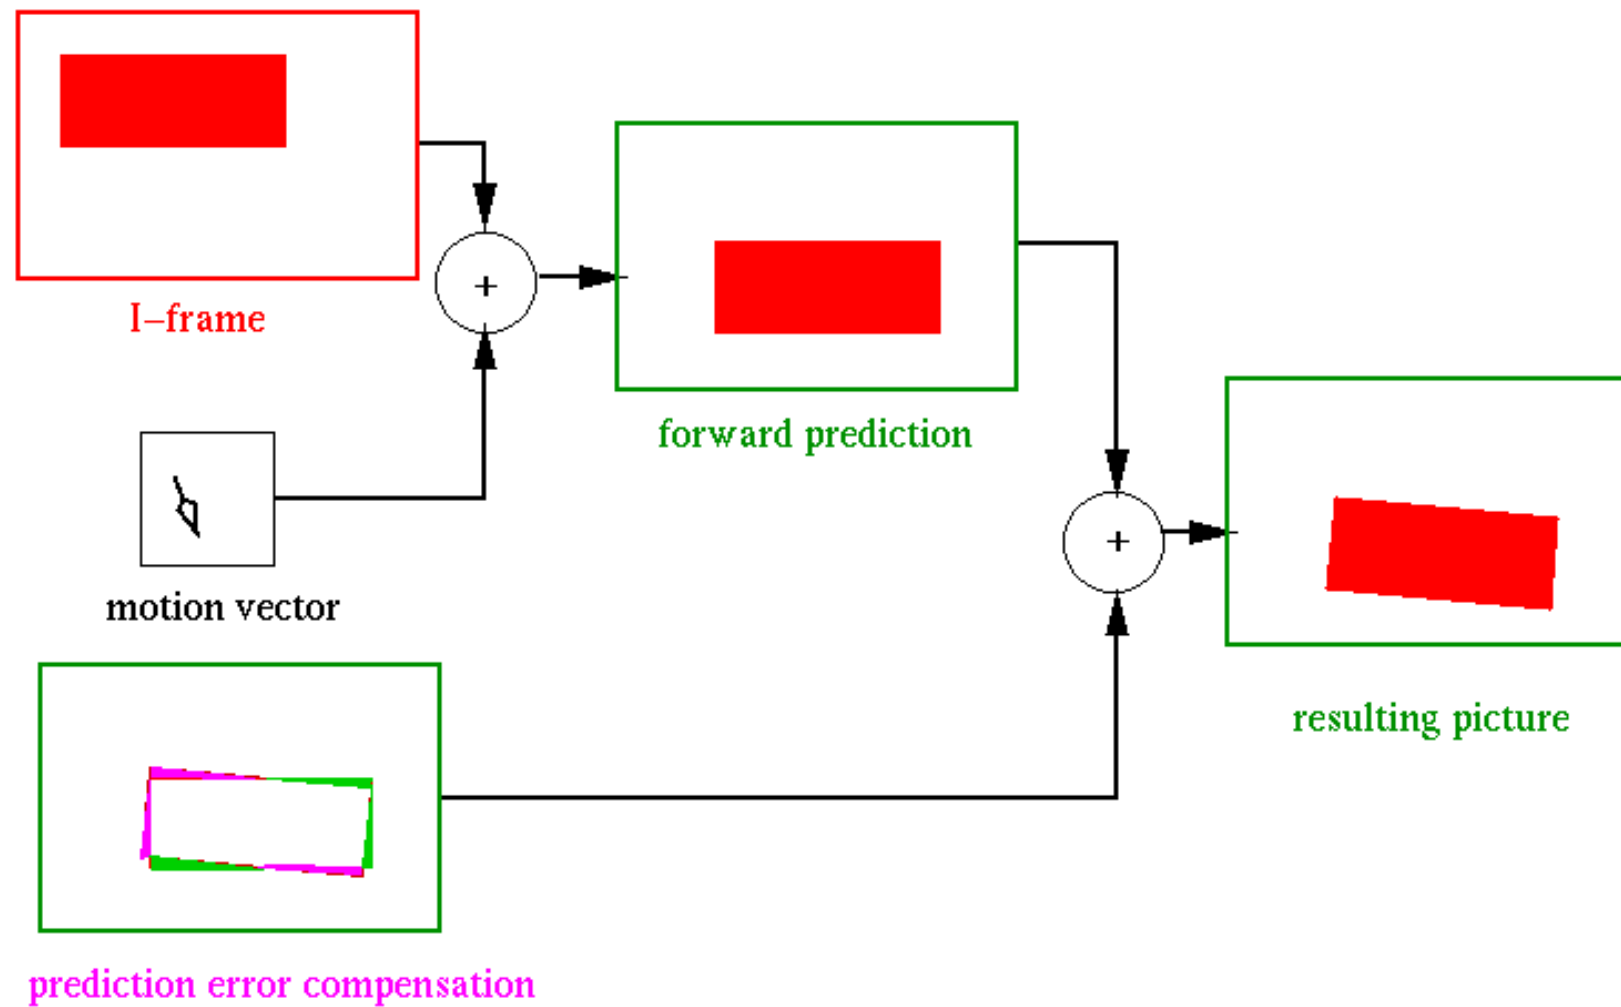 I–frame
forward prediction
motion vector
resulting picture
prediction error compensation
+
+